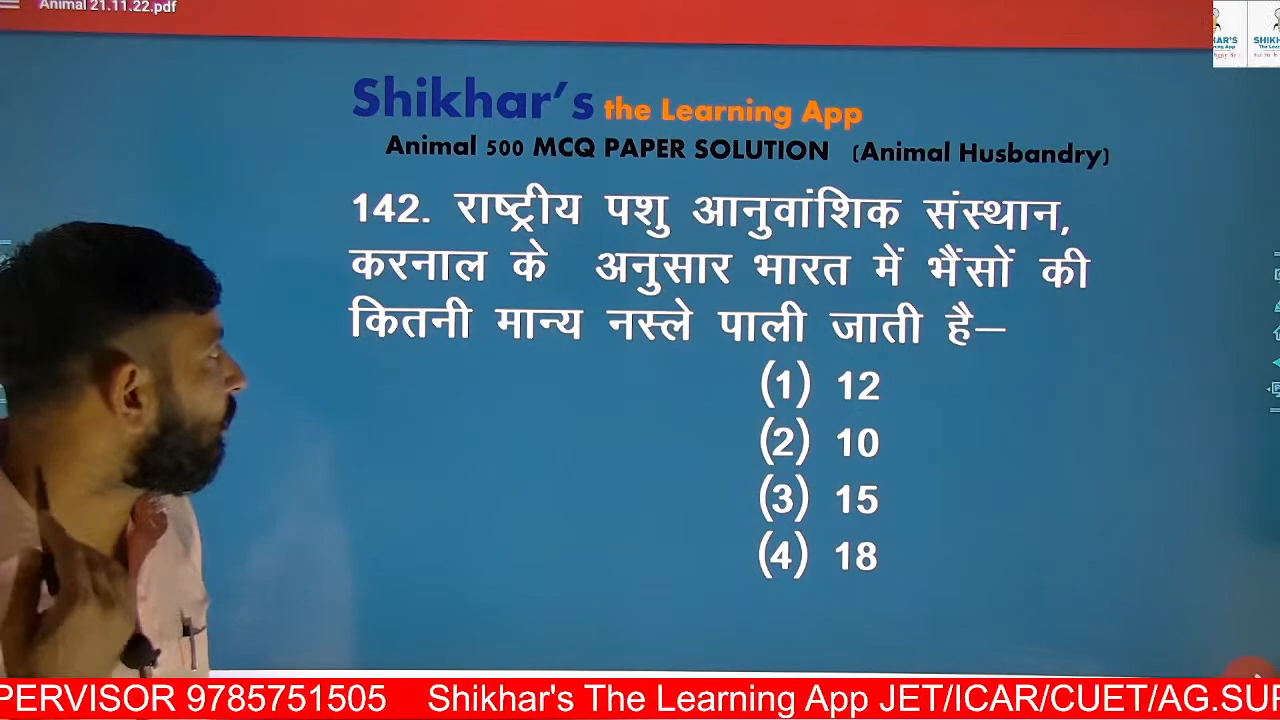 Animal 21.11.22.pdf
Shikhar's the Learning App
Animal 500 MCQ PAPER SOLUTION (Animal Husbandry)
142. राष्ट्रीय पशु आनुवांशिक संस्थान,
करनाल के अनुसार भारत में भैंसों की
कितनी मान्य नस्ले पाली जाती है–
(1) 12
(2) 10
(3) 15
(4) 18
PERVISOR 9785751505 Shikhar's The Learning App JET/ICAR/CUET/AG.SUP